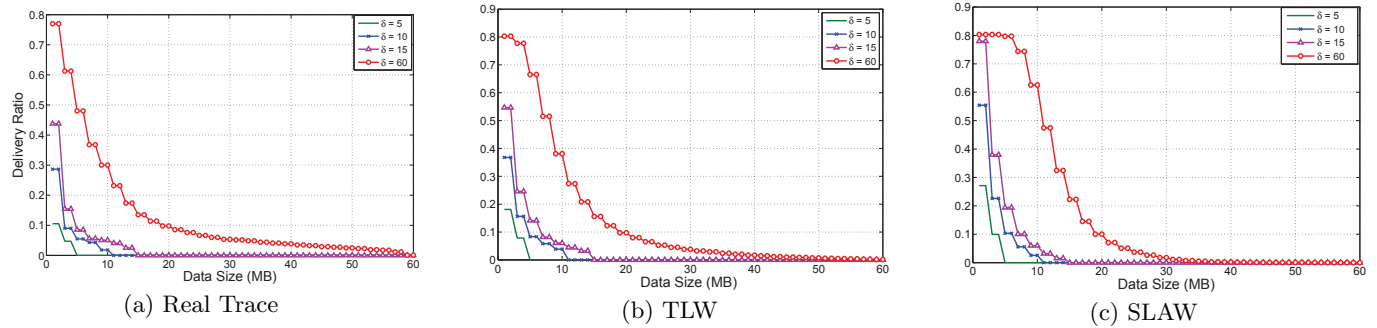 0.8
0.7
0.6
0.5
0.4
0.3
0.2
0.1
0
Delivery Ratio
0 10 20 30 40 50 60
Data Size (MB)
δ = 5
δ = 10
δ = 15
δ = 60
(a) Real Trace
0.9
0.8
0.7
0.6
0.5
0.4
0.3
0.2
0.1
0
0 10 20 30 40 50 60
Data Size (MB)
δ = 5
δ = 10
δ = 15
δ = 60
(b) TLW
0.9
0.8
0.7
0.6
0.5
0.4
0.3
0.2
0.1
0
0 10 20 30 40 50 60
Data Size (MB)
δ = 5
δ = 10
δ = 15
δ = 60
(c) SLAW